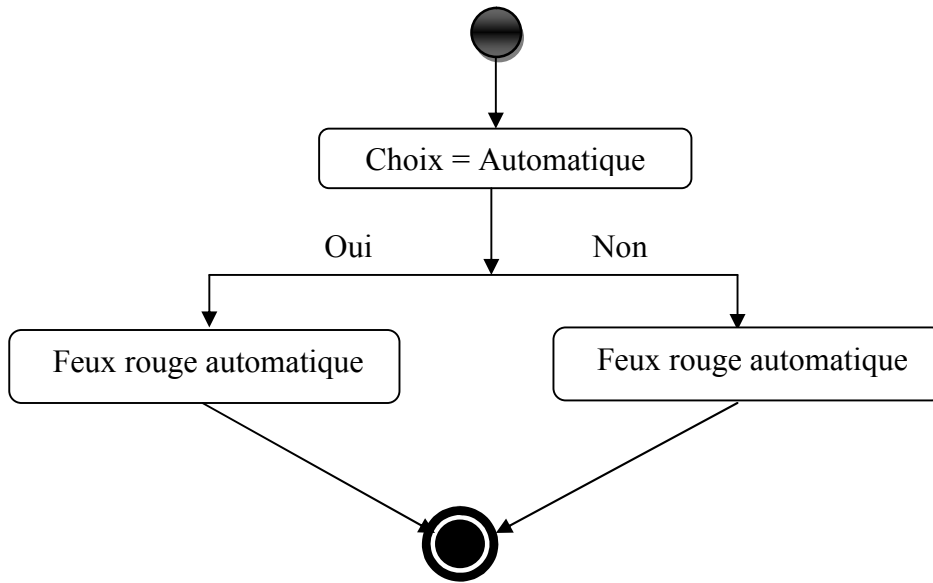 Choix = Automatique
Oui
Non
Feux rouge automatique
Feux rouge automatique